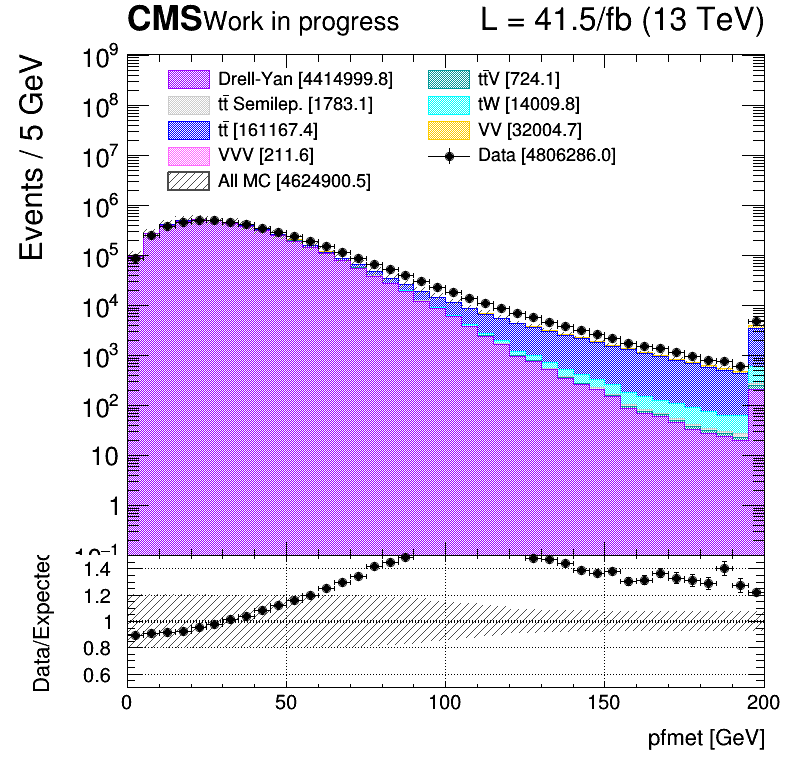 CMS Work in progress L = 41.5/fb (13 TeV)
Events / 5 GeV
10⁹
10⁸
10⁷
10⁶
10⁵
10⁴
10³
10²
10
1
10⁻¹
Drell-Yan [4414999.8]
tt̄ Semilep. [1783.1]
tt̄ [161167.4]
VVV [211.6]
All MC [4624900.5]
tt̄V [724.1]
tW [14009.8]
VV [32004.7]
Data [4806286.0]
Data/Expected
1.4
1.2
1
0.8
0.6
0 50 100 150 200
pfmet [GeV]